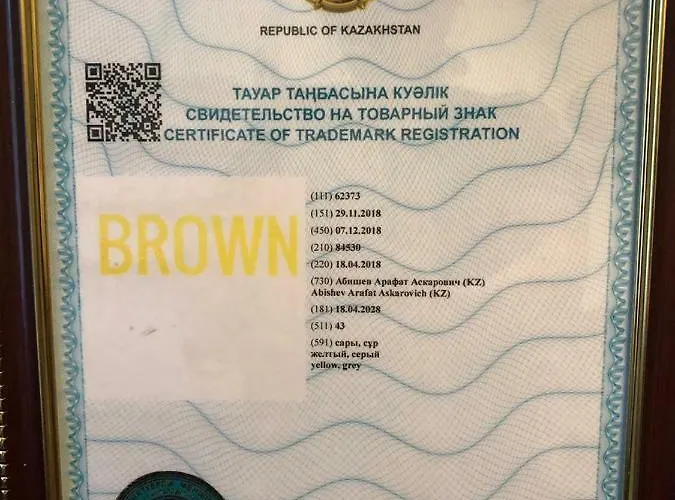 REPUBLIC OF KAZAKHSTAN
ТАУАР ТАҢБАСЫНА КУӘЛІК
СВИДЕТЕЛЬСТВО НА ТОВАРНЫЙ ЗНАК
CERTIFICATE OF TRADEMARK REGISTRATION
BROWN
(111) 62373
(151) 29.11.2018
(450) 07.12.2018
(210) 84530
(220) 18.04.2018
(730) Абишев Арафат Аскарович (KZ)
Abishev Arafat Askarovich (KZ)
(181) 18.04.2028
(511) 43
(591) сары, сұр
желтый, серый
yellow, grey